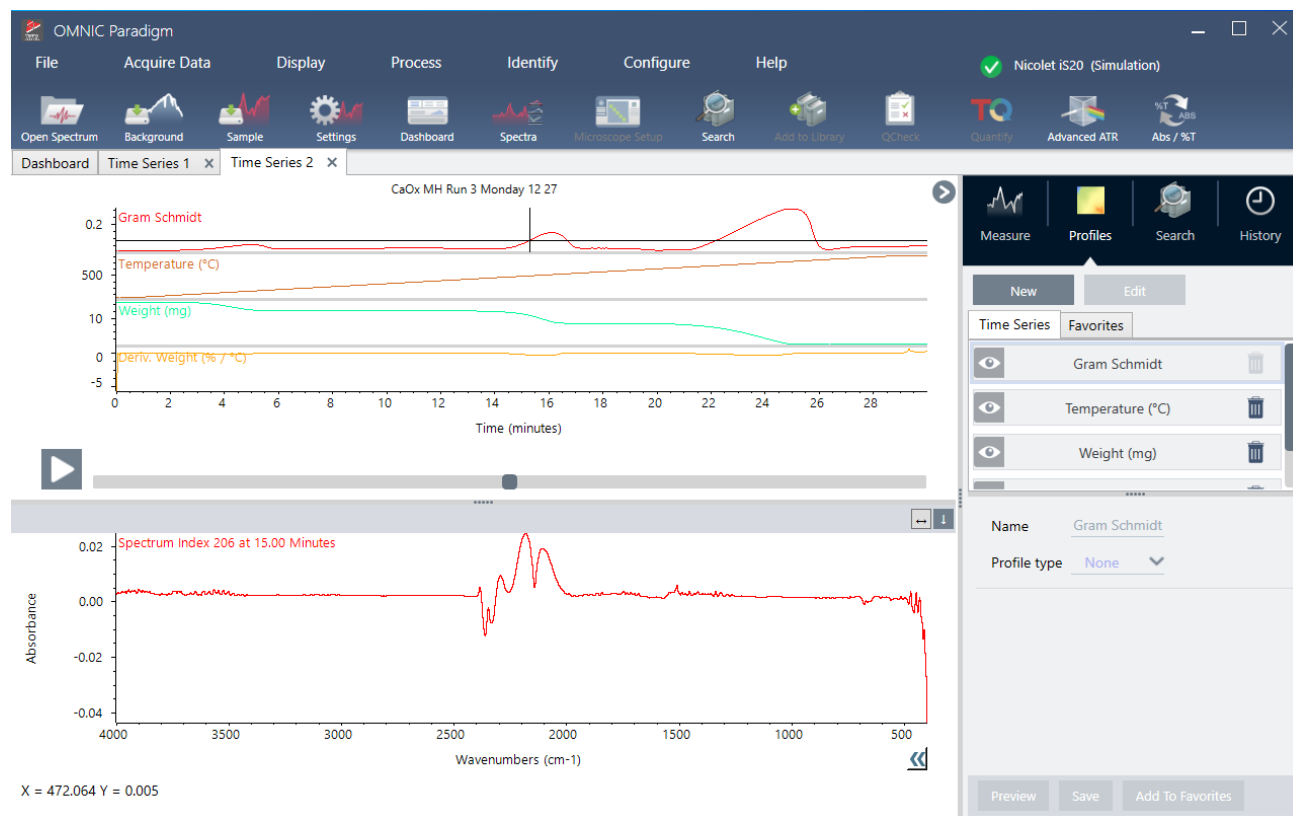 OMNIC Paradigm
File Acquire Data Display Process Identify Configure Help Nicolet iS20 (Simulation)
Open Spectrum Background Sample Settings Dashboard Spectra Microscope Setup Search Add to Library QCheck Quantify Advanced ATR Abs / %T
Dashboard Time Series 1 X Time Series 2 X
CaOx MH Run 3 Monday 12 27
0.2 Gram Schmidt
Temperature (°C)
500
Weight (mg)
10
0 Deriv. Weight (% / °C)
-5
0 2 4 6 8 10 12 14 16 18 20 22 24 26 28
Time (minutes)
Spectrum Index 206 at 15.00 Minutes
0.02
0.00
-0.02
-0.04
Absorbance
4000 3500 3000 2500 2000 1500 1000 500
Wavenumbers (cm-1)
X = 472.064 Y = 0.005
Measure Profiles Search History
New Edit
Time Series Favorites
Gram Schmidt
Temperature (°C)
Weight (mg)
Name Gram Schmidt
Profile type None
Preview Save Add To Favorites